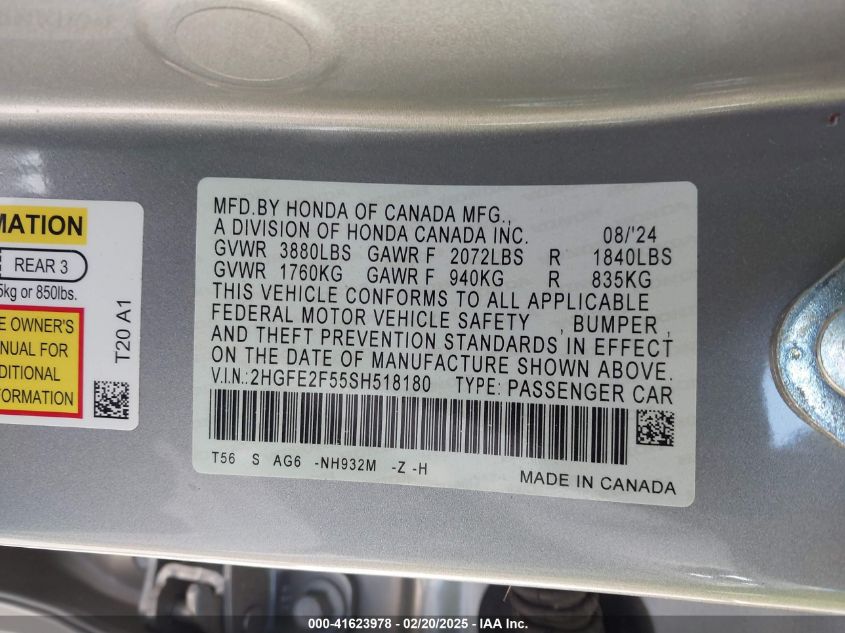 MATION
REAR 3
5kg or 850lbs.
E OWNER'S
NUAL FOR
DITIONAL
FORMATION
T20 A1
MFD.BY HONDA OF CANADA MFG.,
A DIVISION OF HONDA CANADA INC. 08/'24
GVWR 3880LBS GAWR F 2072LBS R 1840LBS
GVWR 1760KG GAWR F 940KG R 835KG
THIS VEHICLE CONFORMS TO ALL APPLICABLE
FEDERAL MOTOR VEHICLE SAFETY , BUMPER ,
AND THEFT PREVENTION STANDARDS IN EFFECT
ON THE DATE OF MANUFACTURE SHOWN ABOVE.
V.I.N.:2HGFE2F55SH518180 TYPE: PASSENGER CAR
T56 S AG6 -NH932M -Z -H
MADE IN CANADA
000-41623978 - 02/20/2025 - IAA Inc.